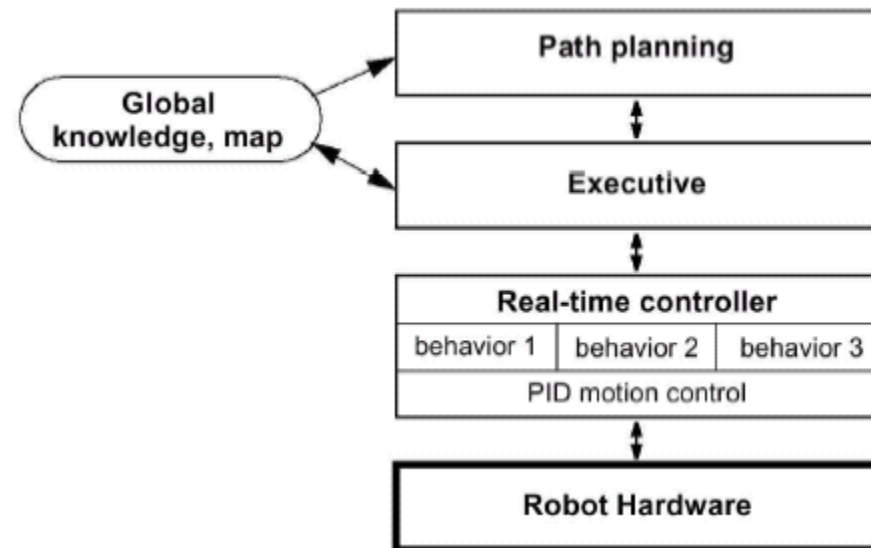 Path planning
Global
knowledge, map
Executive
Real-time controller
behavior 1
behavior 2
behavior 3
PID motion control
Robot Hardware